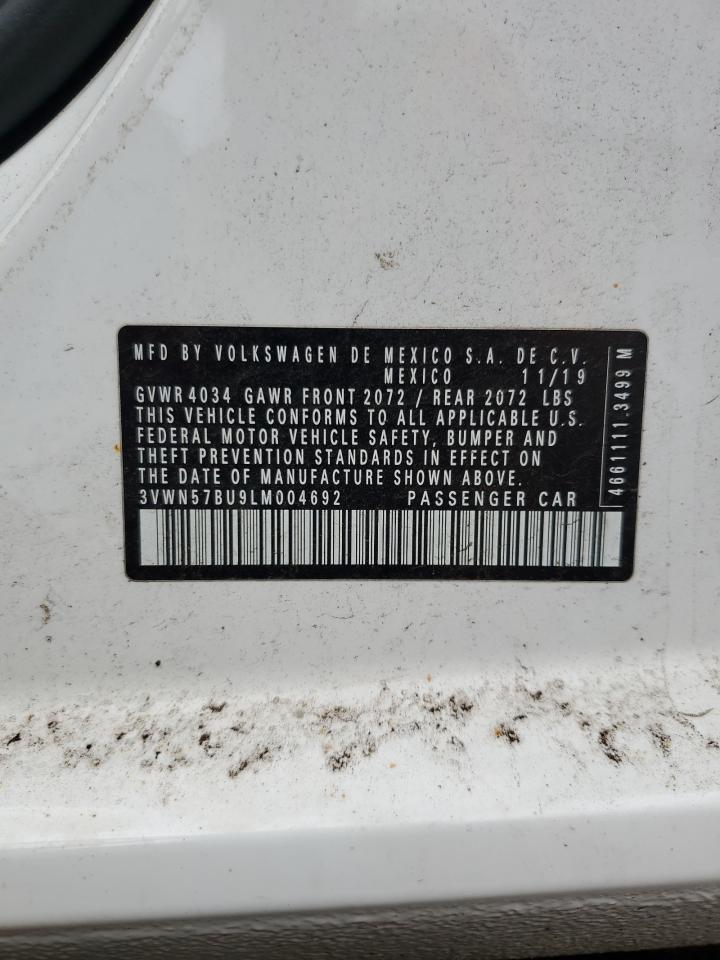 MFD BY VOLKSWAGEN DE MEXICO S.A. DE C.V.
MEXICO 11/19
GVWR 4034 GAWR FRONT 2072 / REAR 2072 LBS
THIS VEHICLE CONFORMS TO ALL APPLICABLE U.S.
FEDERAL MOTOR VEHICLE SAFETY, BUMPER AND
THEFT PREVENTION STANDARDS IN EFFECT ON
THE DATE OF MANUFACTURE SHOWN ABOVE.
3VWN57BU9LM004692 PASSENGER CAR
4661111.3499 M